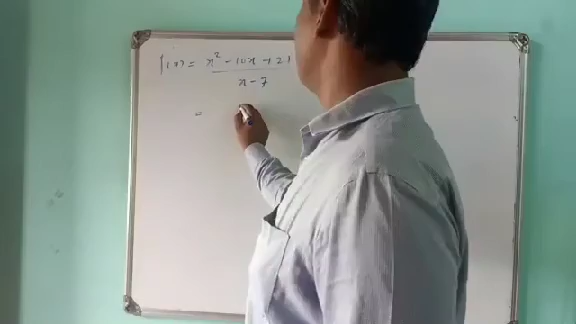 f(x) = x² - 10x + 21
x - 7
=